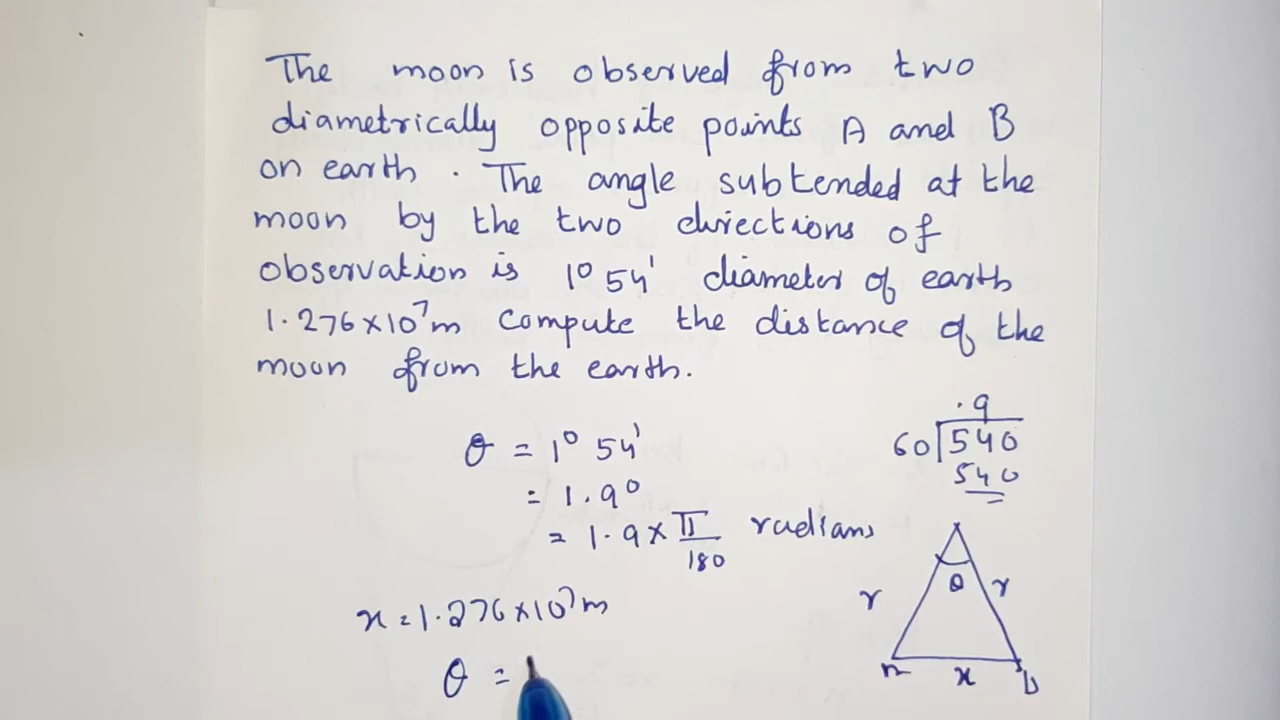 The moon is observed from two
diametrically opposite points A and B
on earth. The angle subtended at the
moon by the two directions of
observation is 1° 54' diameter of earth
1.276×10⁷m compute the distance of the
moon from the earth.
θ = 1° 54'
= 1.9°
= 1.9 × π/180 radians
.9
60)540
540
θ
r r
x
x = 1.276×10⁷m
θ =